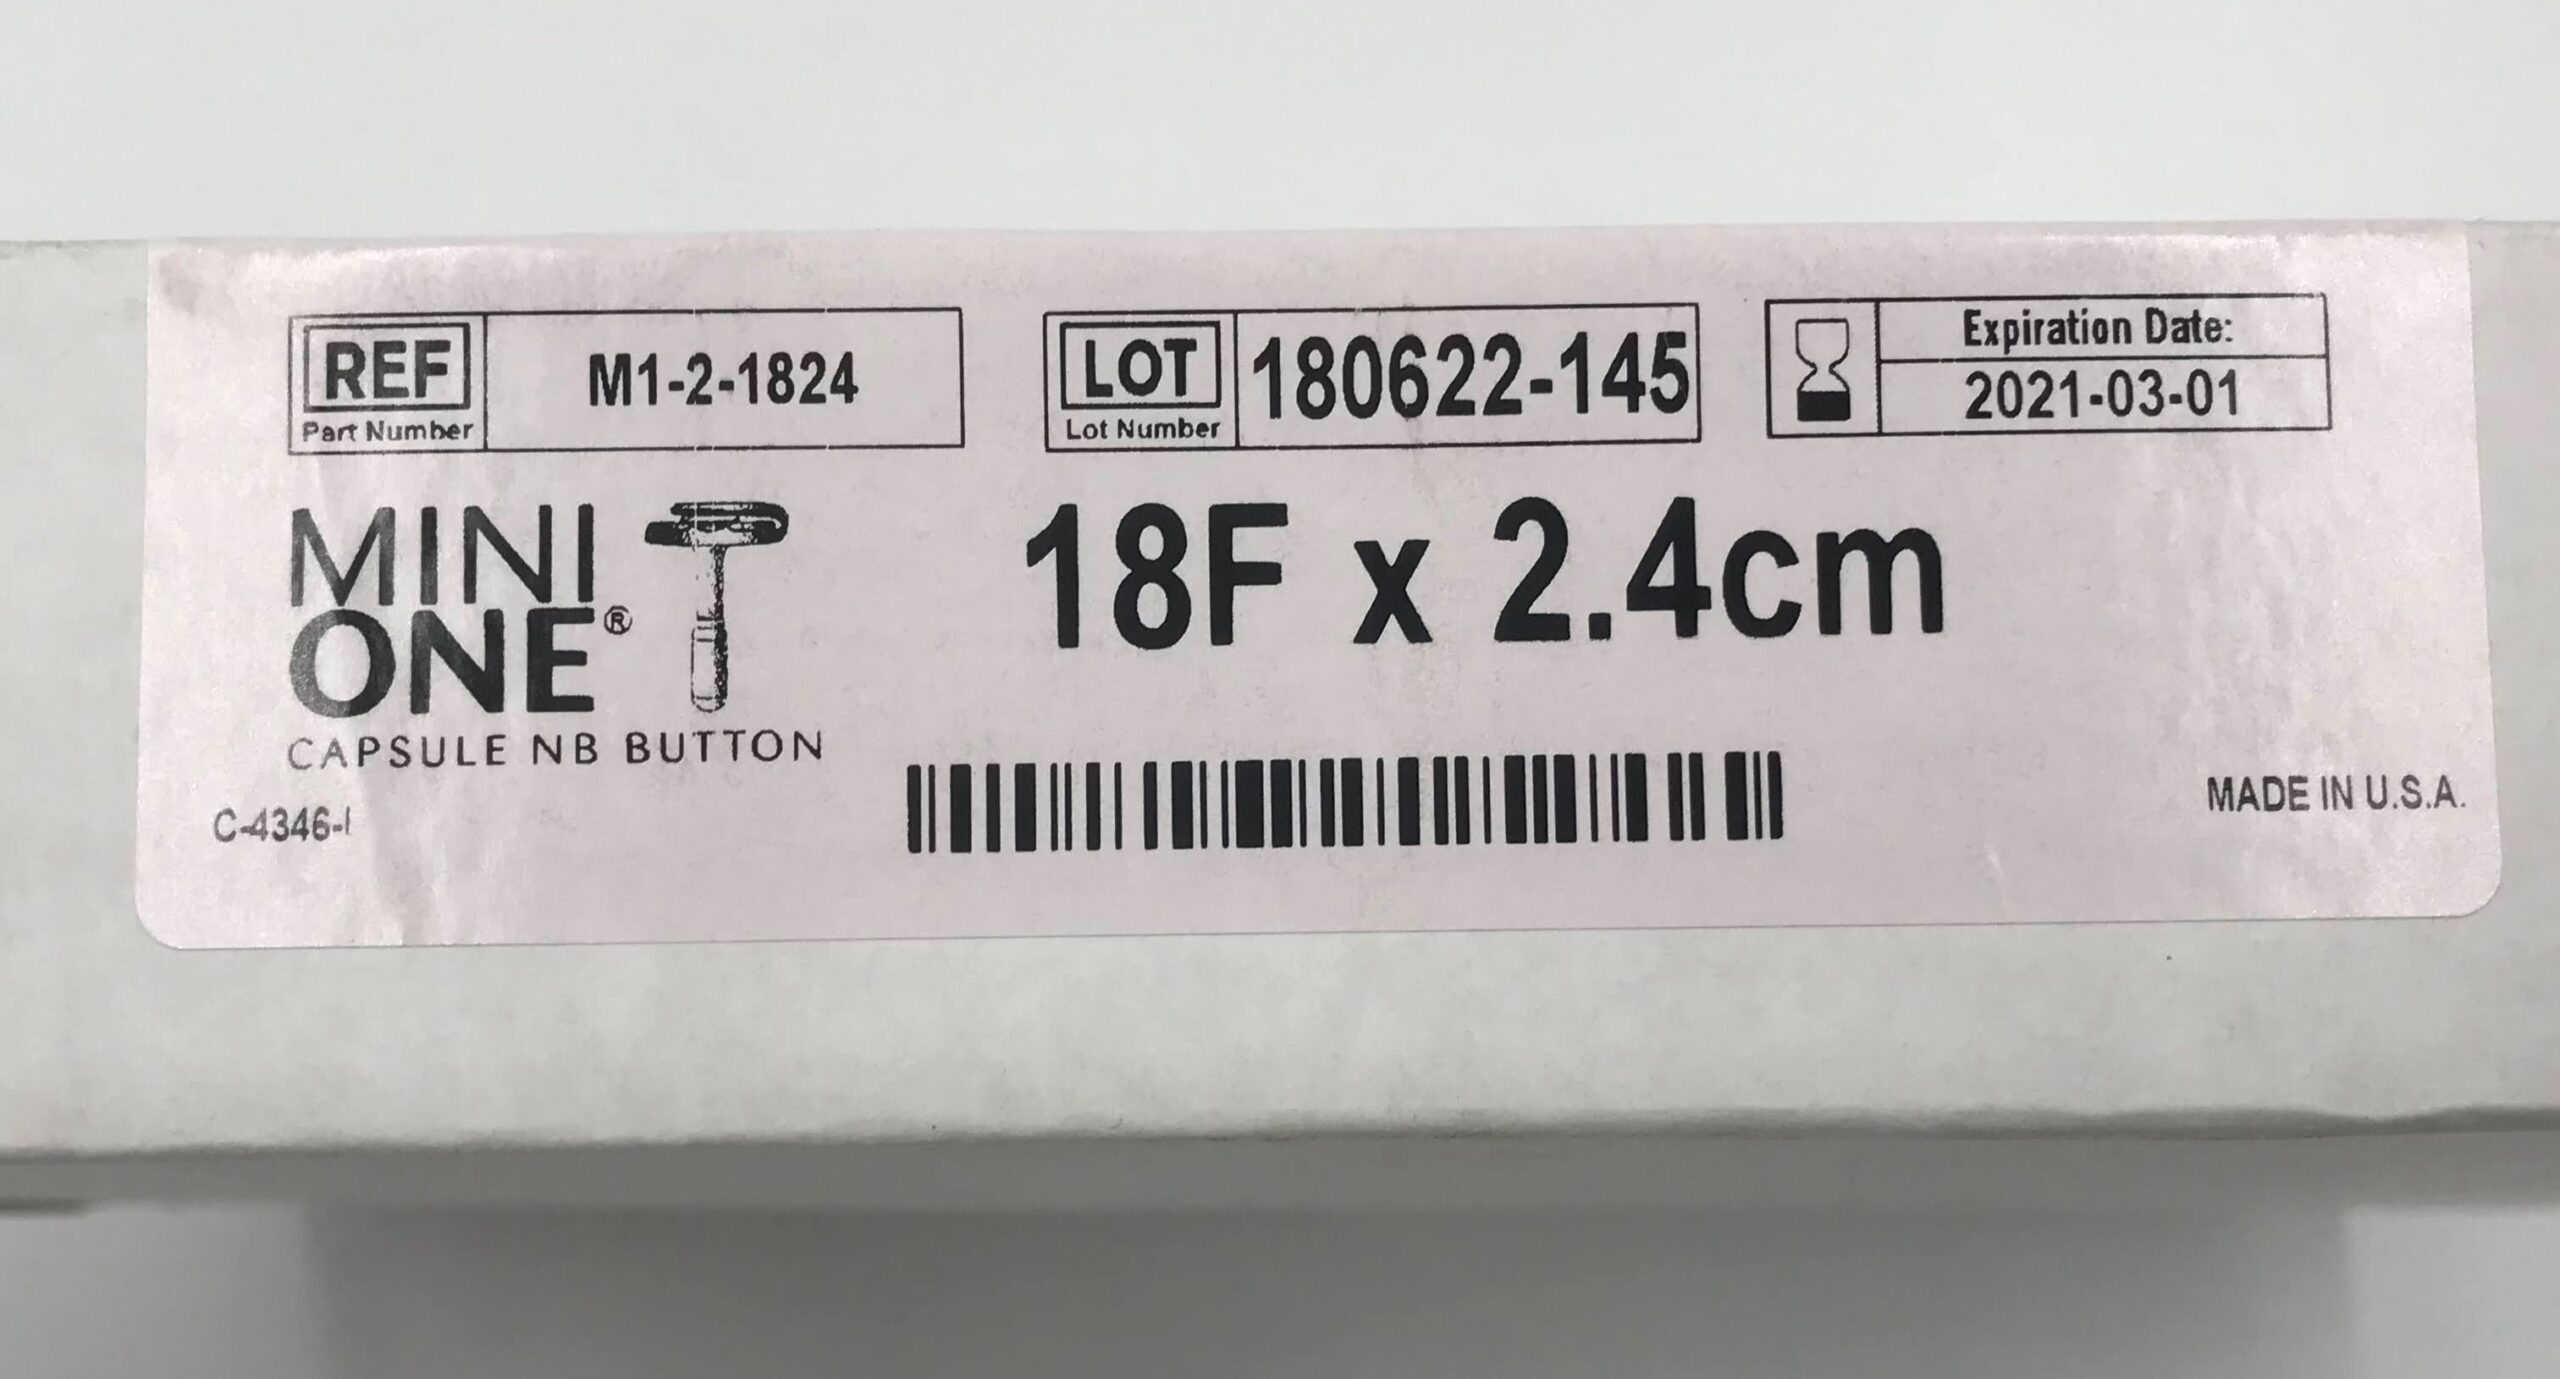 REF
Part Number
M1-2-1824
LOT
Lot Number
180622-145
Expiration Date:
2021-03-01
MINI
ONE®
CAPSULE NB BUTTON
18F x 2.4cm
C-4346-I
MADE IN U.S.A.